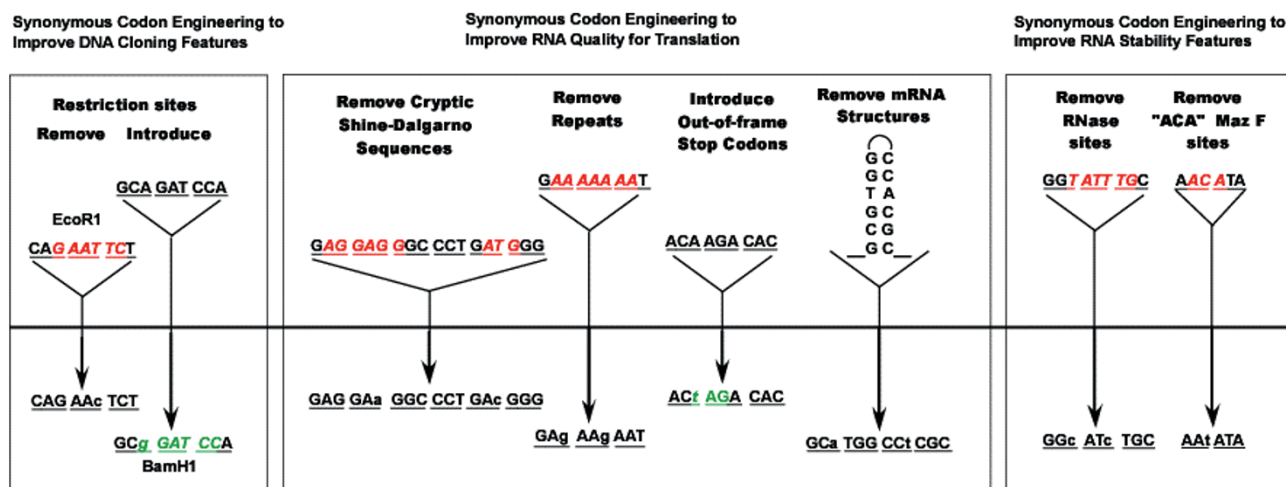 Synonymous Codon Engineering to
Improve DNA Cloning Features
Synonymous Codon Engineering to
Improve RNA Quality for Translation
Synonymous Codon Engineering to
Improve RNA Stability Features
Restriction sites
Remove Introduce
GCA GAT CCA
EcoR1
CAG AAT TCT
CAG AAc TCT
GCg GAT CCA
BamH1
Remove Cryptic
Shine-Dalgarno
Sequences
GAG GAG GGC CCT GAT GGG
GAG GAa GGC CCT GAc GGG
Remove
Repeats
GAA AAA AAT
GAg AAg AAT
Introduce
Out-of-frame
Stop Codons
ACA AGA CAC
ACt AGA CAC
Remove mRNA
Structures
G C
G C
T A
G C
C G
G C
GCa TGG CCt CGC
Remove
RNase
sites
GGT ATT TGC
GGc ATc TGC
Remove
"ACA" Maz F
sites
AAC ATA
AAt ATA